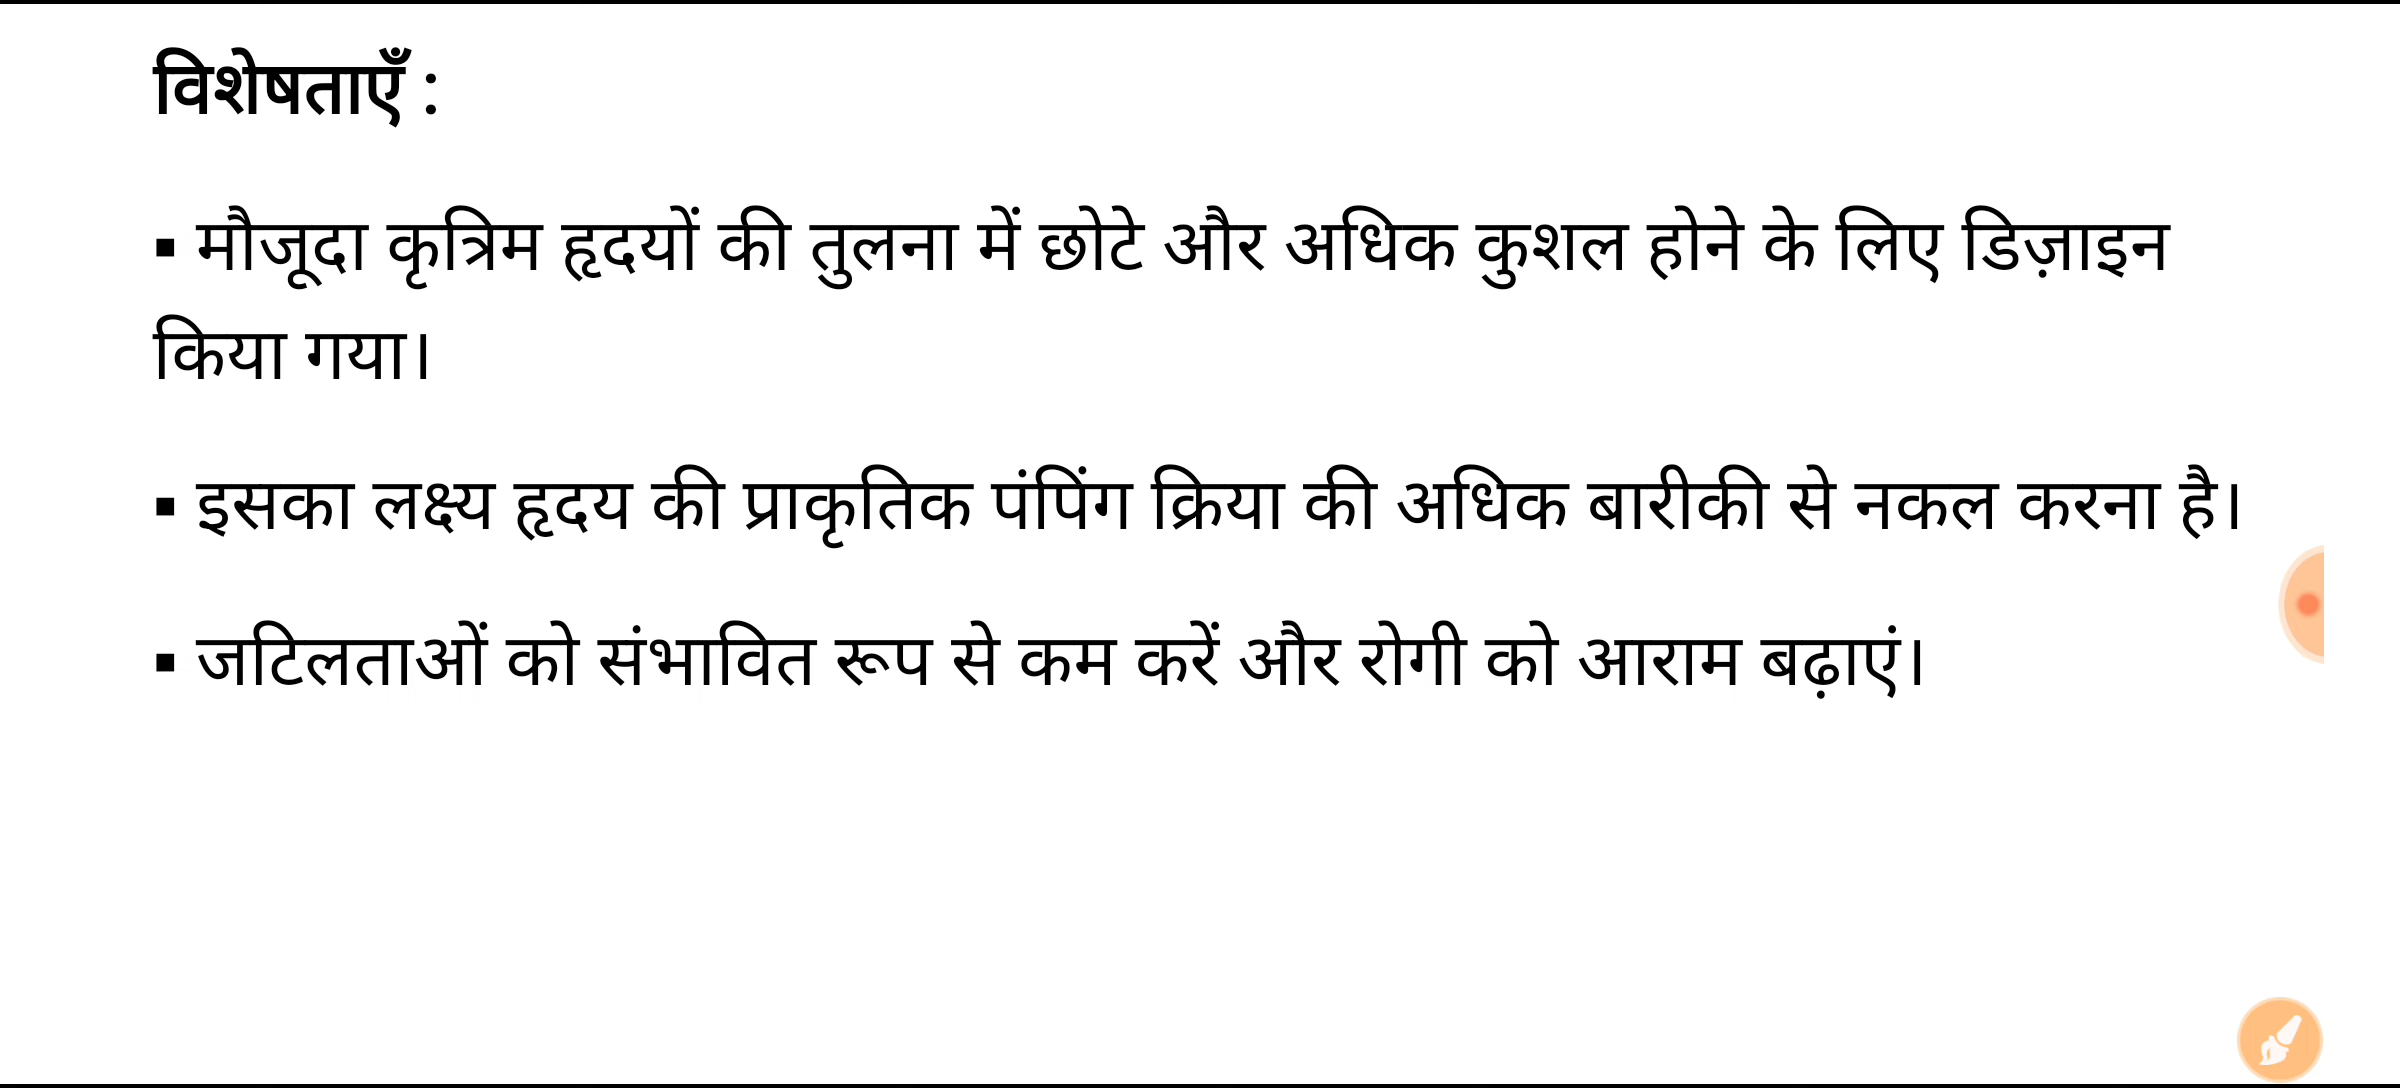 विशेषताएँ :
▪ मौजूदा कृत्रिम हृदयों की तुलना में छोटे और अधिक कुशल होने के लिए डिज़ाइन
किया गया।
▪ इसका लक्ष्य हृदय की प्राकृतिक पंपिंग क्रिया की अधिक बारीकी से नकल करना है।
▪ जटिलताओं को संभावित रूप से कम करें और रोगी को आराम बढ़ाएं।